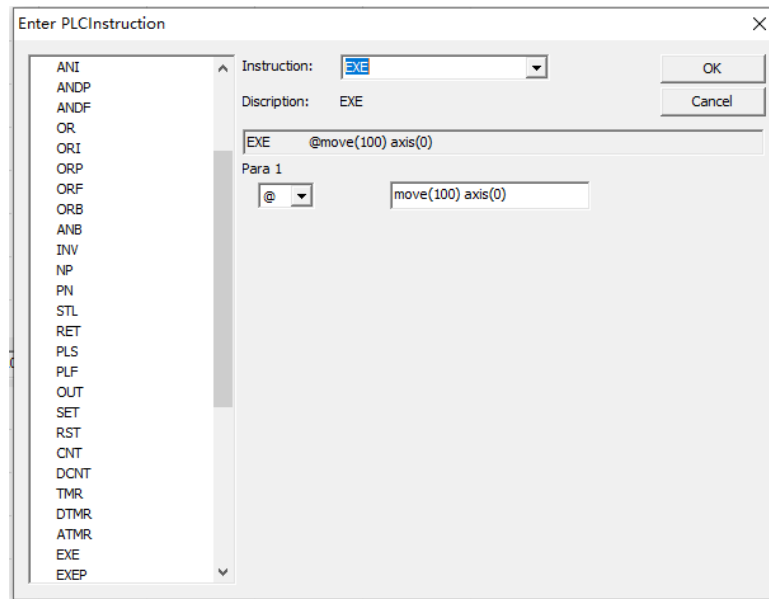 Enter PLCInstruction
Instruction: EXE
OK
Discription: EXE
Cancel
EXE @move(100) axis(0)
Para 1
@ move(100) axis(0)
ANI
ANDP
ANDF
OR
ORI
ORP
ORF
ORB
ANB
INV
NP
PN
STL
RET
PLS
PLF
OUT
SET
RST
CNT
DCNT
TMR
DTMR
ATMR
EXE
EXEP